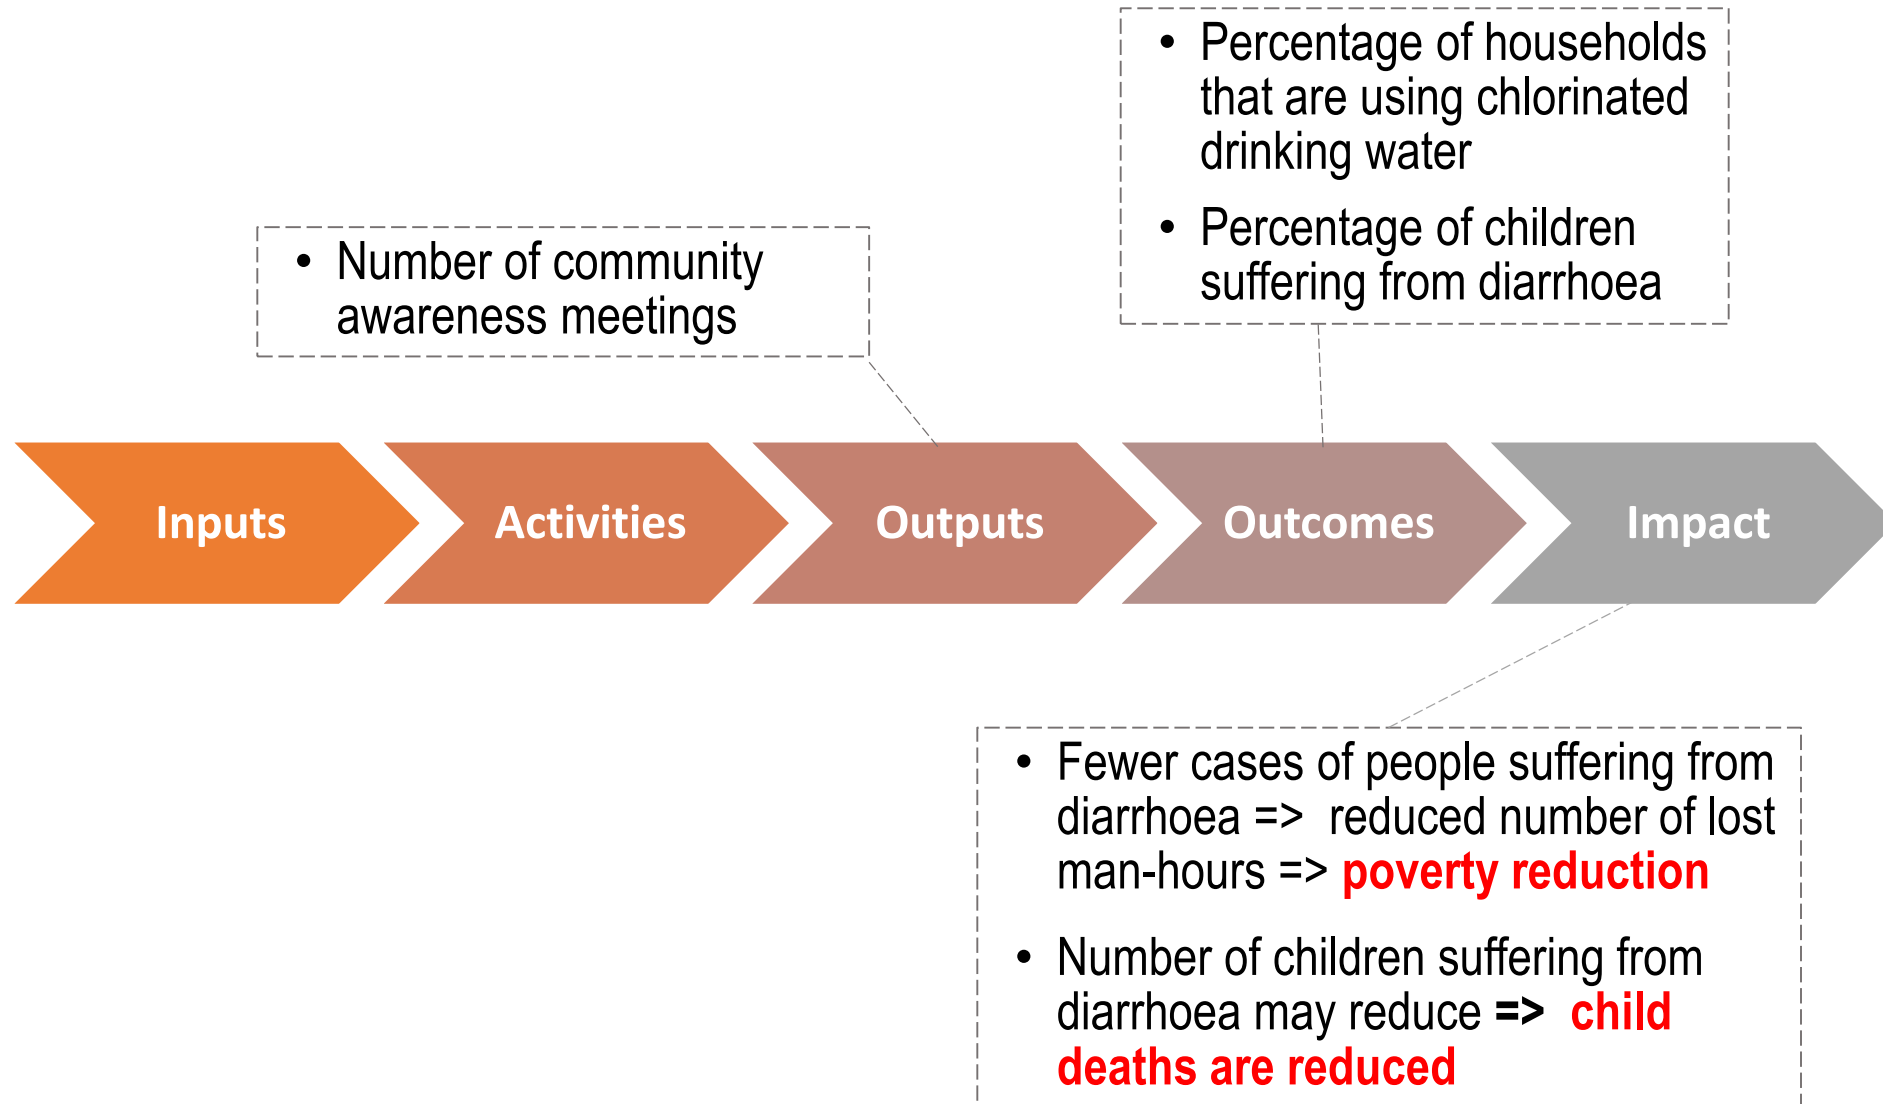 • Percentage of households
that are using chlorinated
drinking water
• Percentage of children
suffering from diarrhoea
• Number of community
awareness meetings
Inputs
Activities
Outputs
Outcomes
Impact
• Fewer cases of people suffering from
diarrhoea => reduced number of lost
man-hours => poverty reduction
• Number of children suffering from
diarrhoea may reduce => child
deaths are reduced